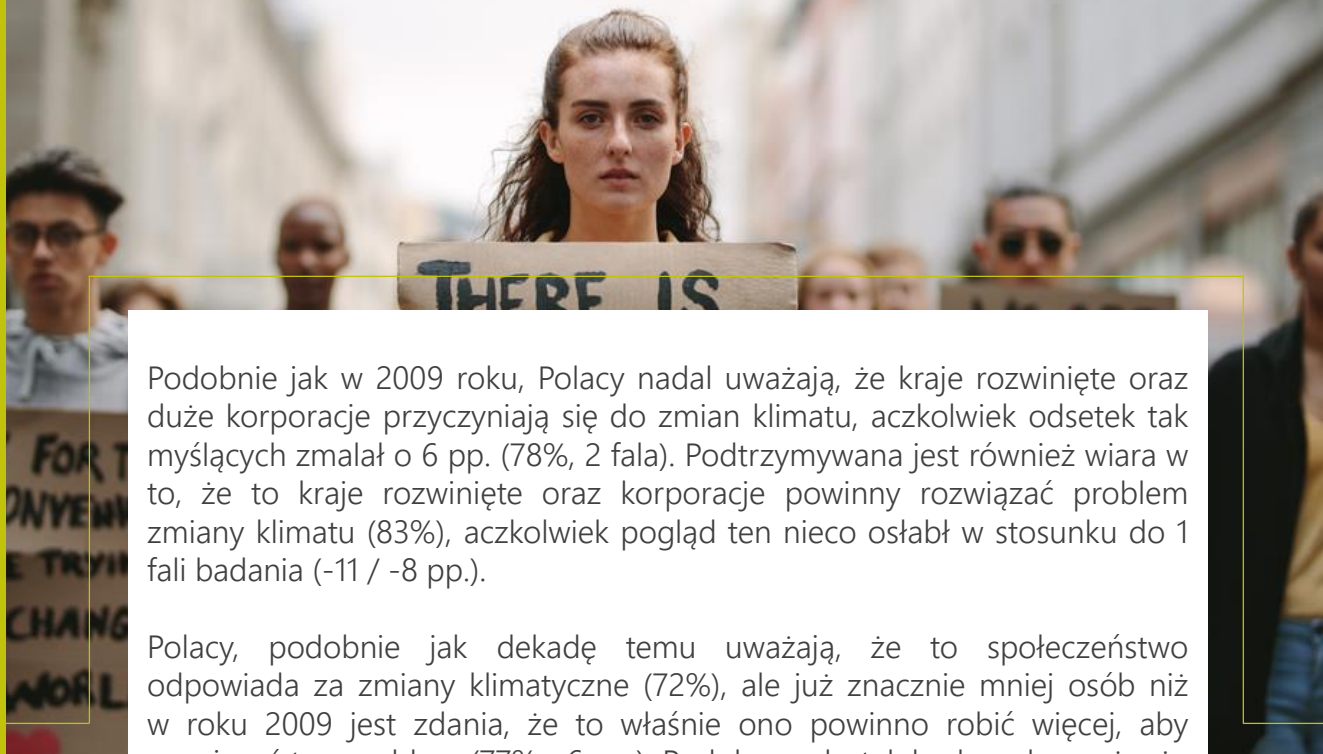 THERE IS
FOR
CHANG
WORL
Podobnie jak w 2009 roku, Polacy nadal uważają, że kraje rozwinięte oraz
duże korporacje przyczyniają się do zmian klimatu, aczkolwiek odsetek tak
myślących zmalał o 6 pp. (78%, 2 fala). Podtrzymywana jest również wiara w
to, że to kraje rozwinięte oraz korporacje powinny rozwiązać problem
zmiany klimatu (83%), aczkolwiek pogląd ten nieco osłabł w stosunku do 1
fali badania (-11 / -8 pp.).
Polacy, podobnie jak dekadę temu uważają, że to społeczeństwo
odpowiada za zmiany klimatyczne (72%), ale już znacznie mniej osób niż
w roku 2009 jest zdania, że to właśnie ono powinno robić więcej, aby